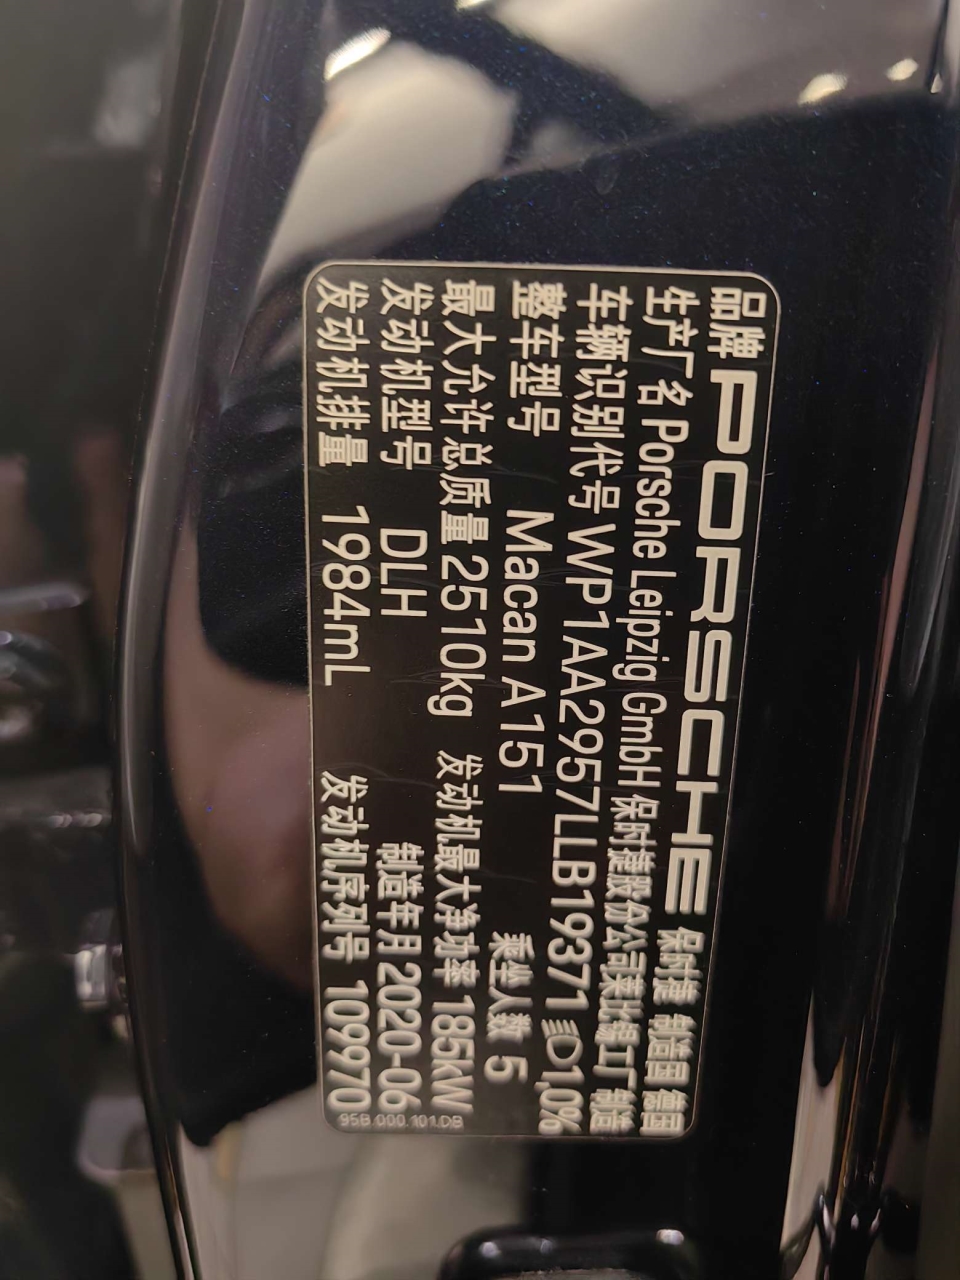 品牌 PORSCHE 保时捷 制造国 德国
生产厂名 Porsche Leipzig GmbH 保时捷股份公司莱比锡工厂 制造
车辆识别代号 WP1AA2957LLB19371 1,0%
整车型号 Macan A151 乘坐人数 5
最大允许总质量 2510kg 发动机最大净功率 185kW
发动机型号 DLH 制造年月 2020-06
发动机排量 1984mL 发动机序列号 109970
95B.000.101.DB